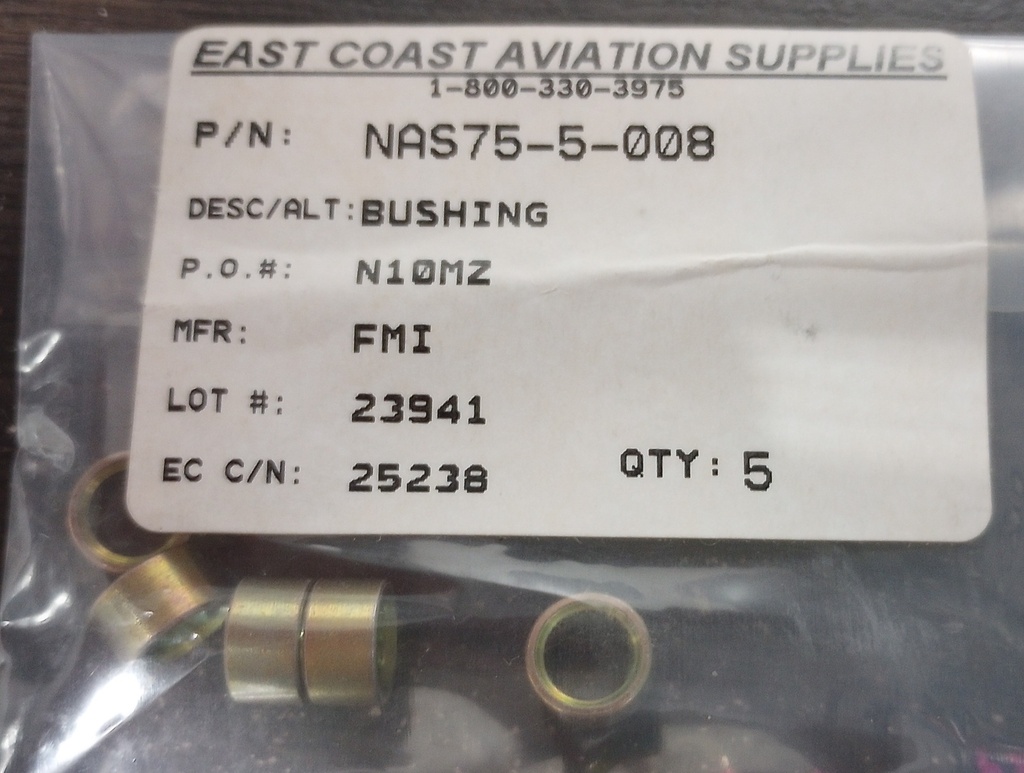 EAST COAST AVIATION SUPPLIES
1-800-330-3975
P/N: NAS75-5-008
DESC/ALT: BUSHING
P.O.#: N10MZ
MFR: FMI
LOT #: 23941
EC C/N: 25238 QTY: 5